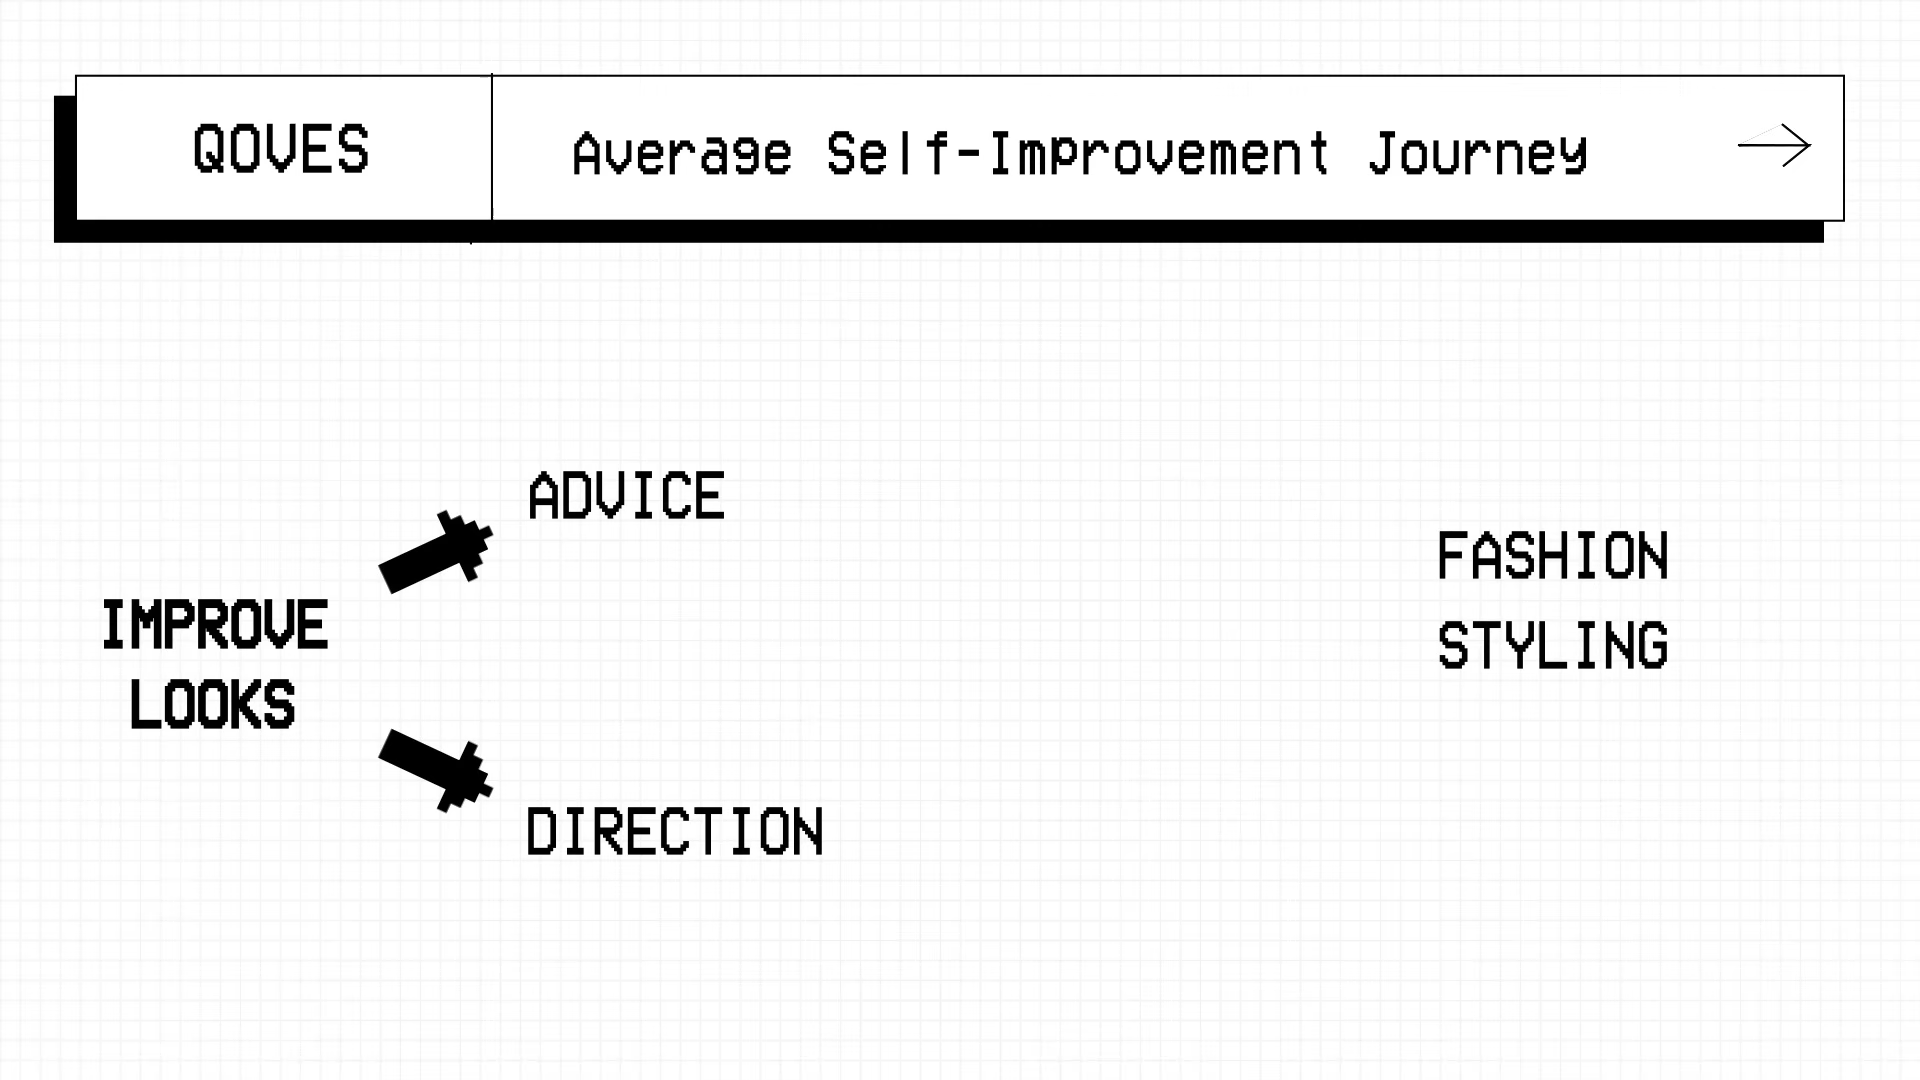 QOVES
Average Self-Improvement Journey
ADVICE
IMPROVE
LOOKS
DIRECTION
FASHION
STYLING